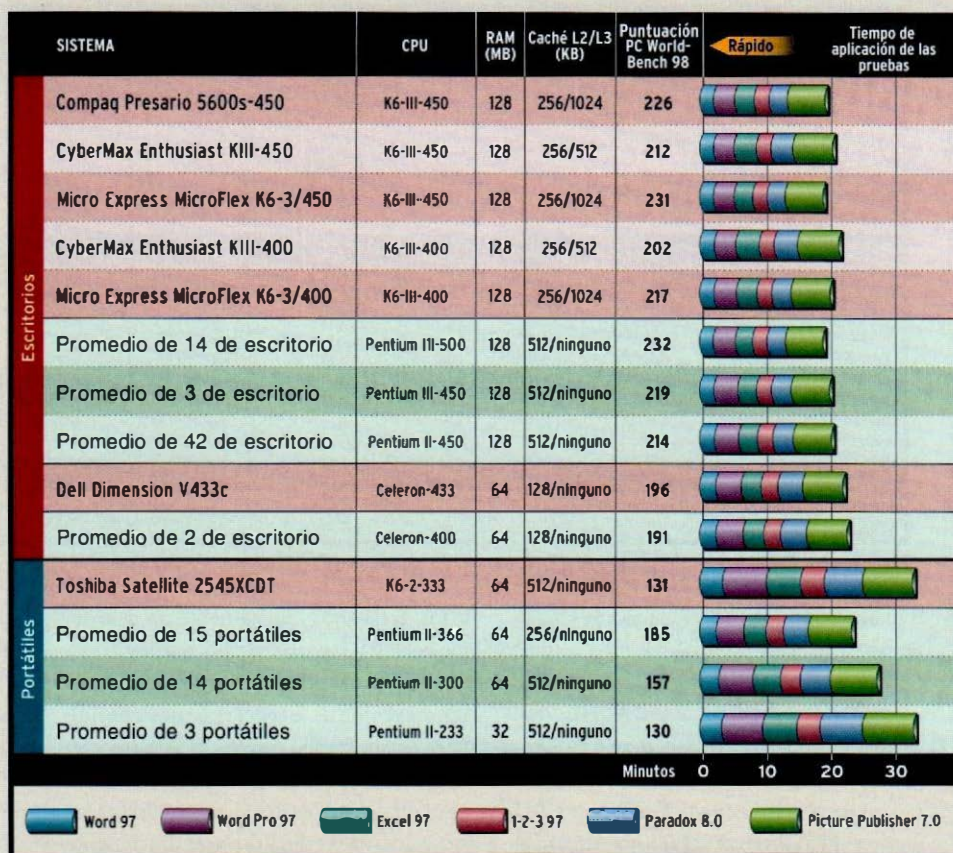 SISTEMA CPU RAM (MB) Caché L2/L3 (KB) Puntuación PC World-Bench 98 Rápido Tiempo de aplicación de las pruebas
Escritorios
Compaq Presario 5600s-450 K6-III-450 128 256/1024 226
CyberMax Enthusiast KIII-450 K6-III-450 128 256/512 212
Micro Express MicroFlex K6-3/450 K6-III-450 128 256/1024 231
CyberMax Enthusiast KIII-400 K6-III-400 128 256/512 202
Micro Express MicroFlex K6-3/400 K6-III-400 128 256/1024 217
Promedio de 14 de escritorio Pentium III-500 128 512/ninguno 232
Promedio de 3 de escritorio Pentium III-450 128 512/ninguno 219
Promedio de 42 de escritorio Pentium II-450 128 512/ninguno 214
Dell Dimension V433c Celeron-433 64 128/ninguno 196
Promedio de 2 de escritorio Celeron-400 64 128/ninguno 191
Portátiles
Toshiba Satellite 2545XCDT K6-2-333 64 512/ninguno 131
Promedio de 15 portátiles Pentium II-366 64 256/ninguno 185
Promedio de 14 portátiles Pentium II-300 64 512/ninguno 157
Promedio de 3 portátiles Pentium II-233 32 512/ninguno 130
Minutos 0 10 20 30
Word 97 Word Pro 97 Excel 97 1-2-3 97 Paradox 8.0 Picture Publisher 7.0